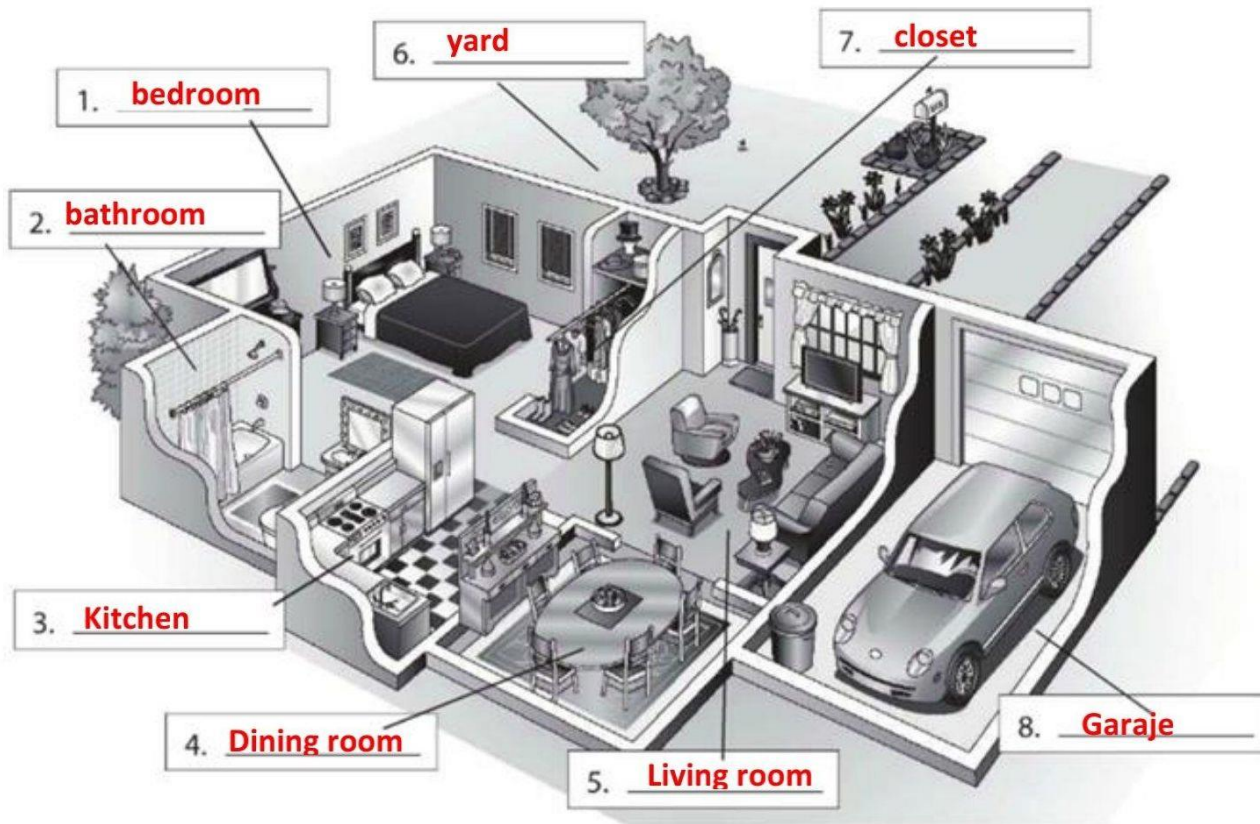 1. bedroom
2. bathroom
3. Kitchen
4. Dining room
5. Living room
6. yard
7. closet
8. Garaje